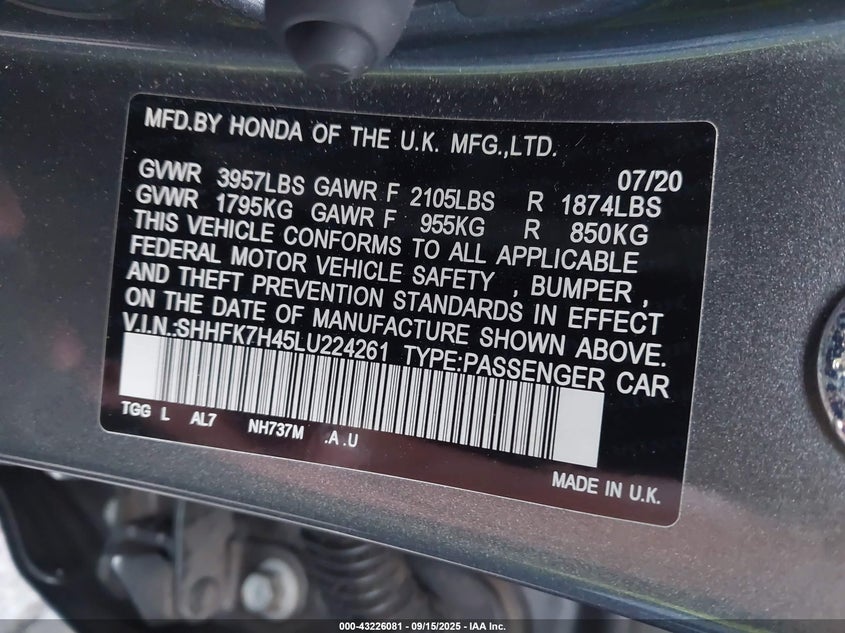 MFD.BY HONDA OF THE U.K. MFG.,LTD.
07/20
GVWR 3957LBS GAWR F 2105LBS R 1874LBS
GVWR 1795KG GAWR F 955KG R 850KG
THIS VEHICLE CONFORMS TO ALL APPLICABLE
FEDERAL MOTOR VEHICLE SAFETY , BUMPER ,
AND THEFT PREVENTION STANDARDS IN EFFECT
ON THE DATE OF MANUFACTURE SHOWN ABOVE.
V.I.N.:SHHFK7H45LU224261 TYPE:PASSENGER CAR
TGG L AL7 NH737M .A .U
MADE IN U.K.
000-43226081 - 09/15/2025 - IAA Inc.